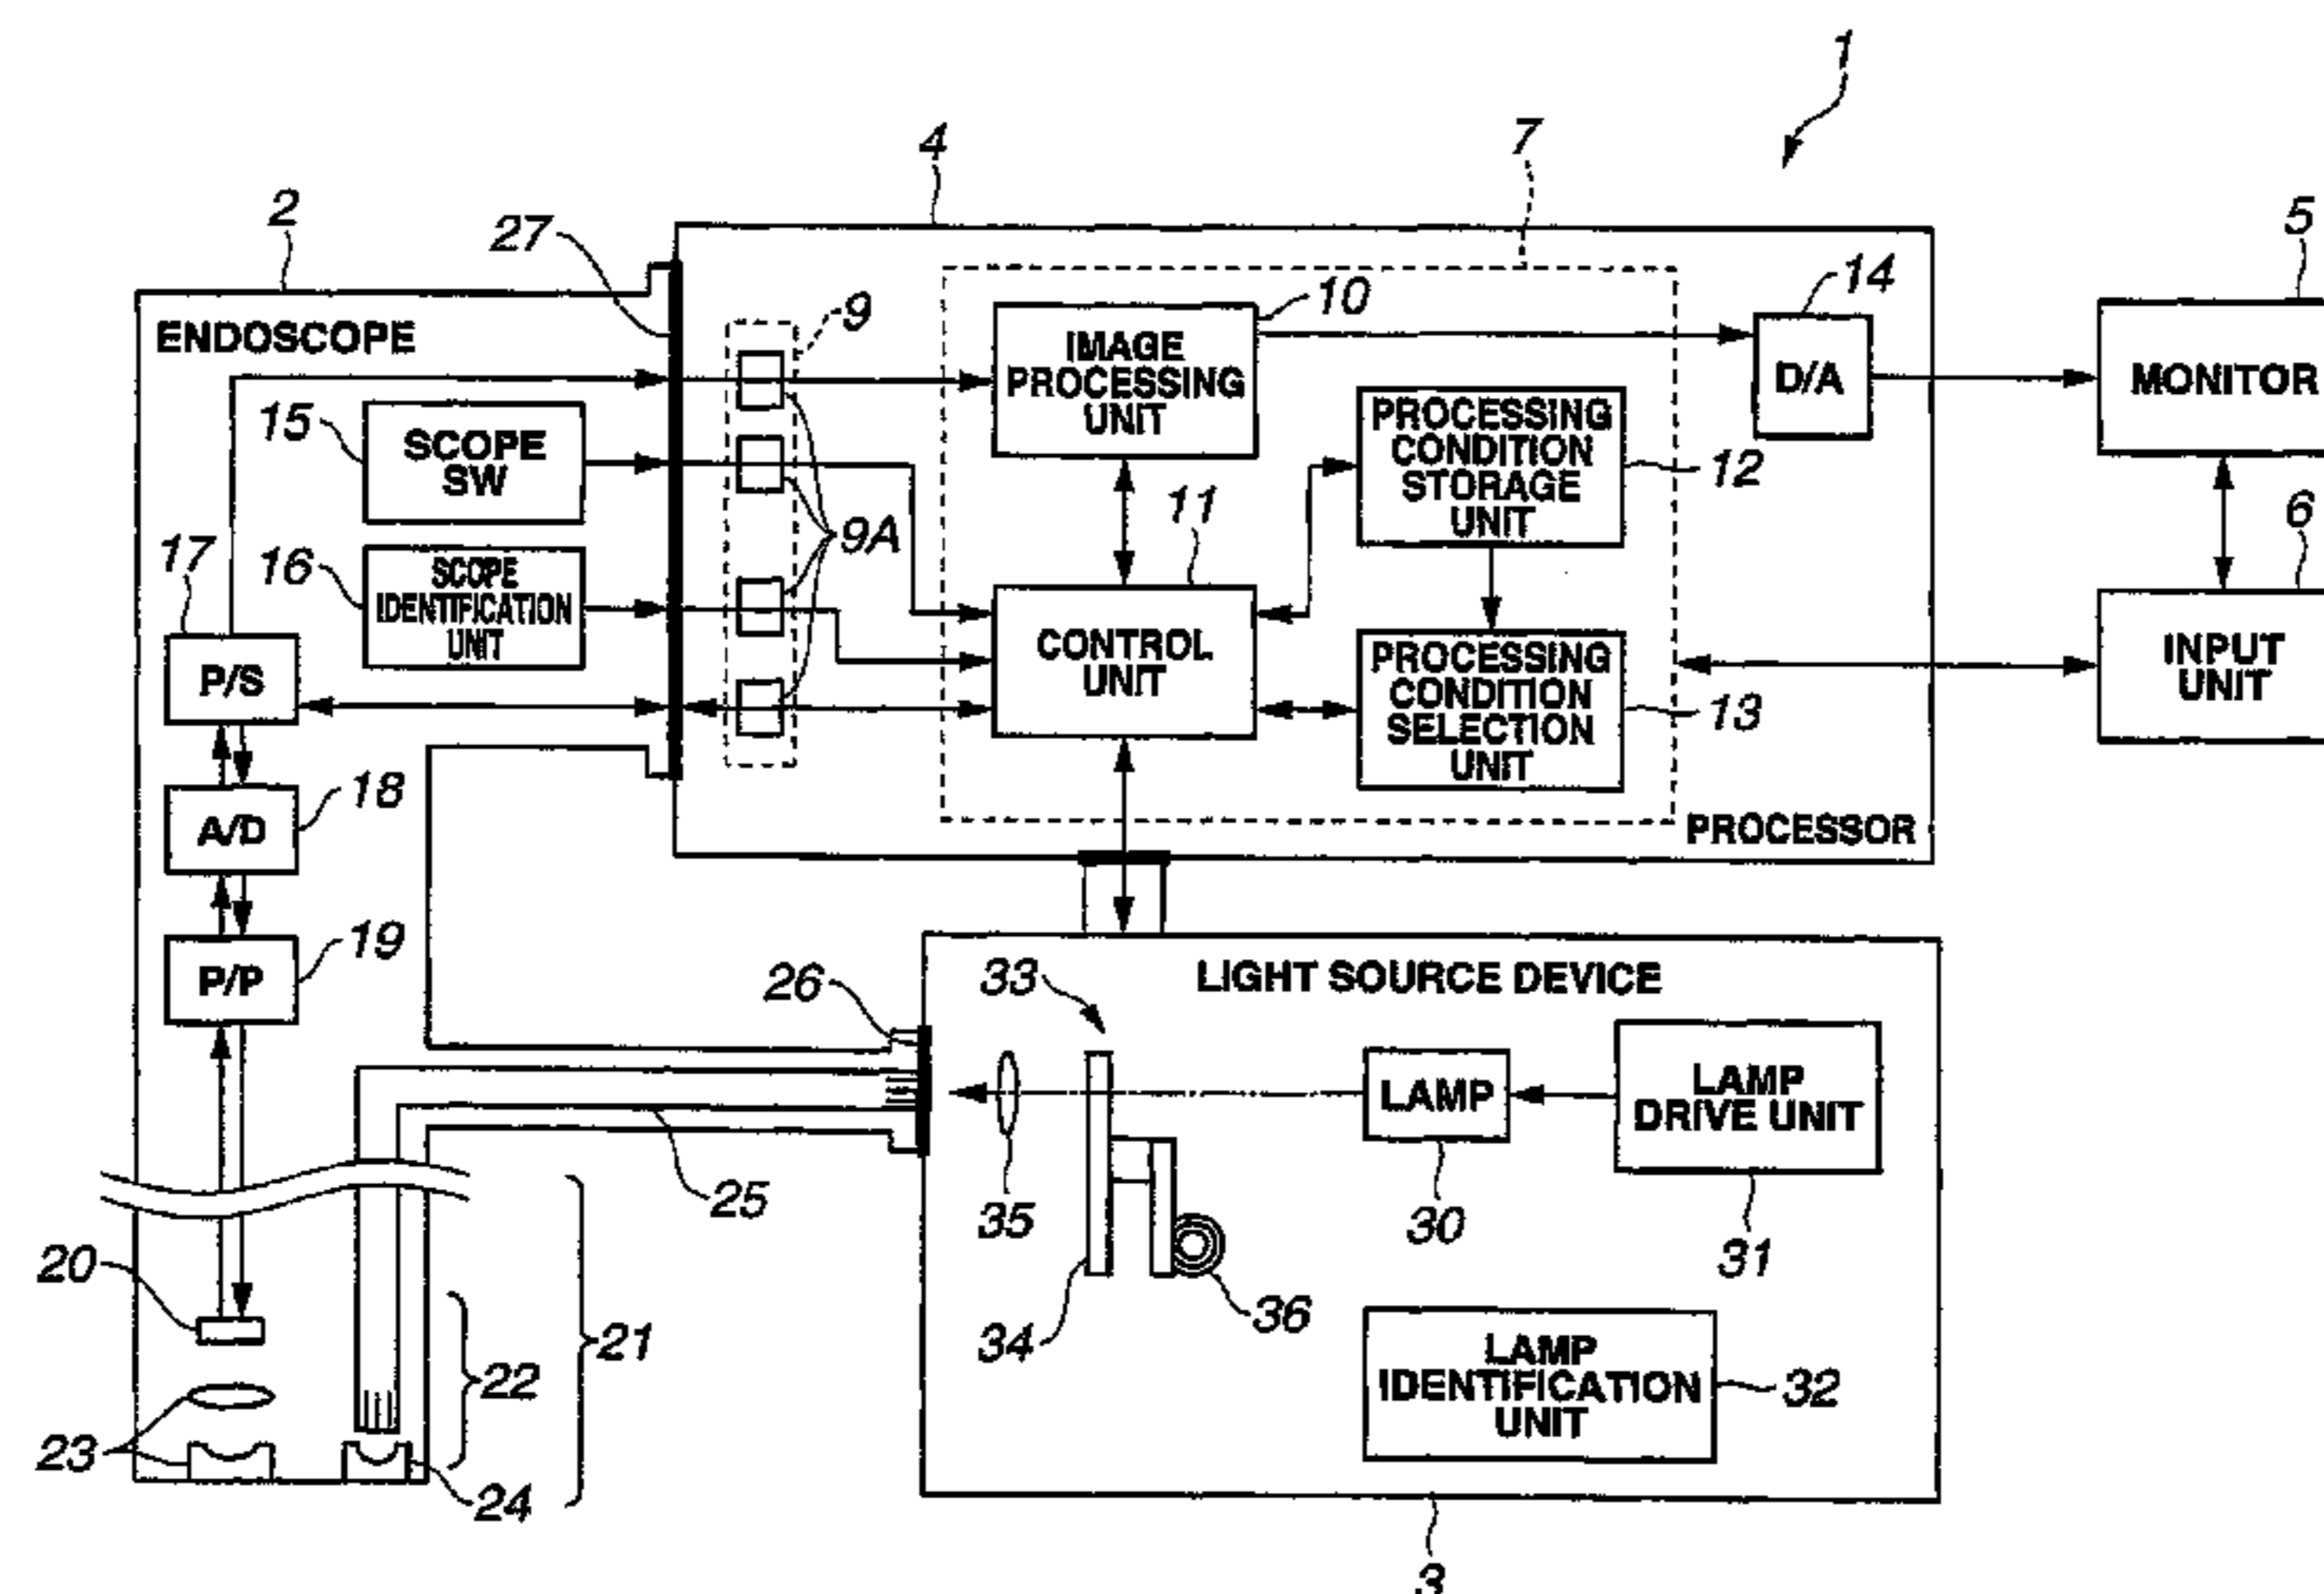 1
4
7
2
27
5
ENDOSCOPE
9
10
14
IMAGE
PROCESSING
UNIT
D/A
MONITOR
15
SCOPE
SW
PROCESSING
CONDITION
STORAGE
UNIT
12
11
9A
6
17
16
SCOPE
IDENTIFICATION
UNIT
P/S
CONTROL
UNIT
PROCESSING
CONDITION
SELECTION
UNIT
13
INPUT
UNIT
18
A/D
PROCESSOR
19
P/P
26
33
LIGHT SOURCE DEVICE
LAMP
LAMP
DRIVE UNIT
25
35
30
31
20
34
36
21
22
LAMP
IDENTIFICATION
UNIT
32
23
24
3